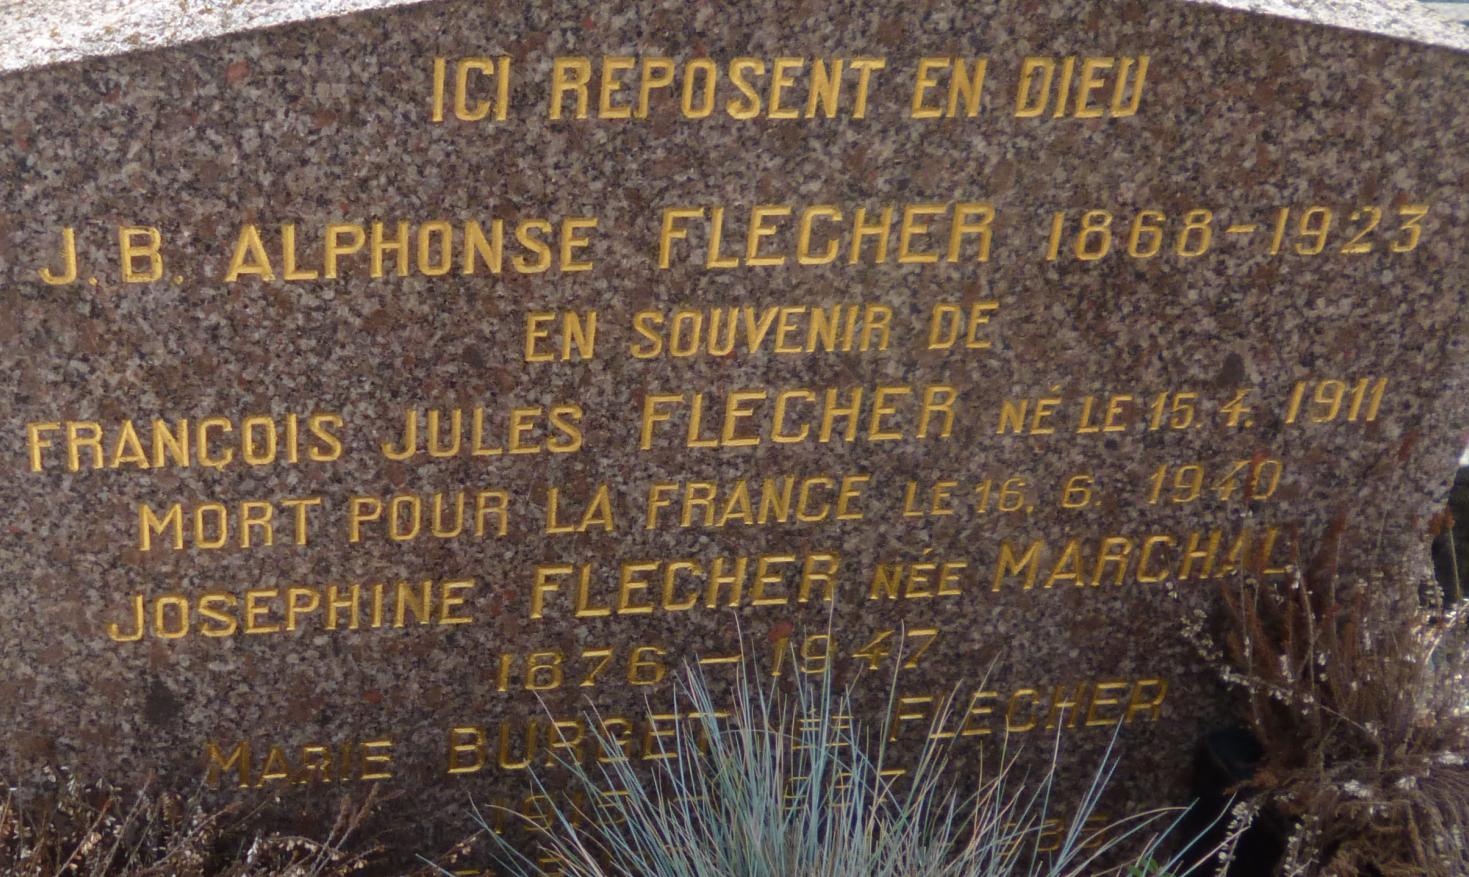 ICI REPOSENT EN DIEU
J.B. ALPHONSE FLECHER 1868-1923
EN SOUVENIR DE
FRANÇOIS JULES FLECHER NÉ LE 15.4.1911
MORT POUR LA FRANCE LE 16.6.1940
JOSEPHINE FLECHER NÉE MARCHAL
1876-1947
MARIE BURGET FLECHER